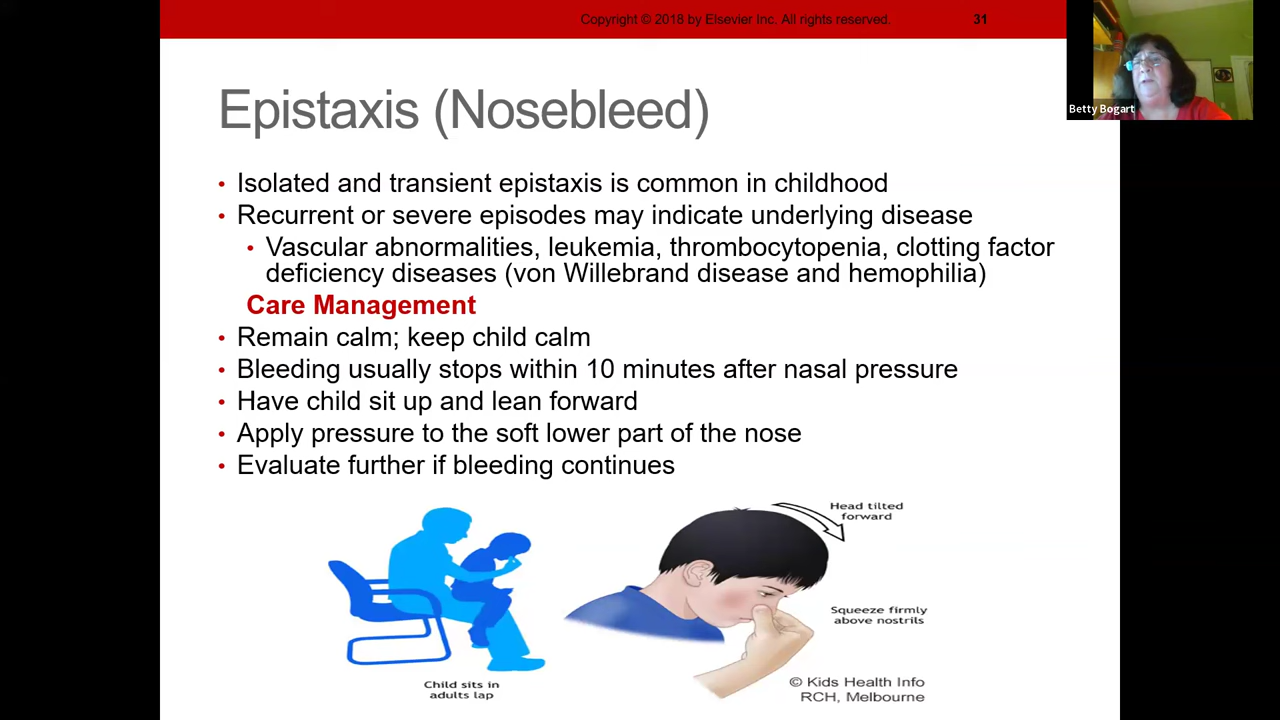 Copyright © 2018 by Elsevier Inc. All rights reserved.
31
Betty Bogart
Epistaxis (Nosebleed)
• Isolated and transient epistaxis is common in childhood
• Recurrent or severe episodes may indicate underlying disease
• Vascular abnormalities, leukemia, thrombocytopenia, clotting factor
deficiency diseases (von Willebrand disease and hemophilia)
Care Management
• Remain calm; keep child calm
• Bleeding usually stops within 10 minutes after nasal pressure
• Have child sit up and lean forward
• Apply pressure to the soft lower part of the nose
• Evaluate further if bleeding continues
Head tilted
forward
Squeeze firmly
above nostrils
Child sits in
adults lap
© Kids Health Info
RCH, Melbourne